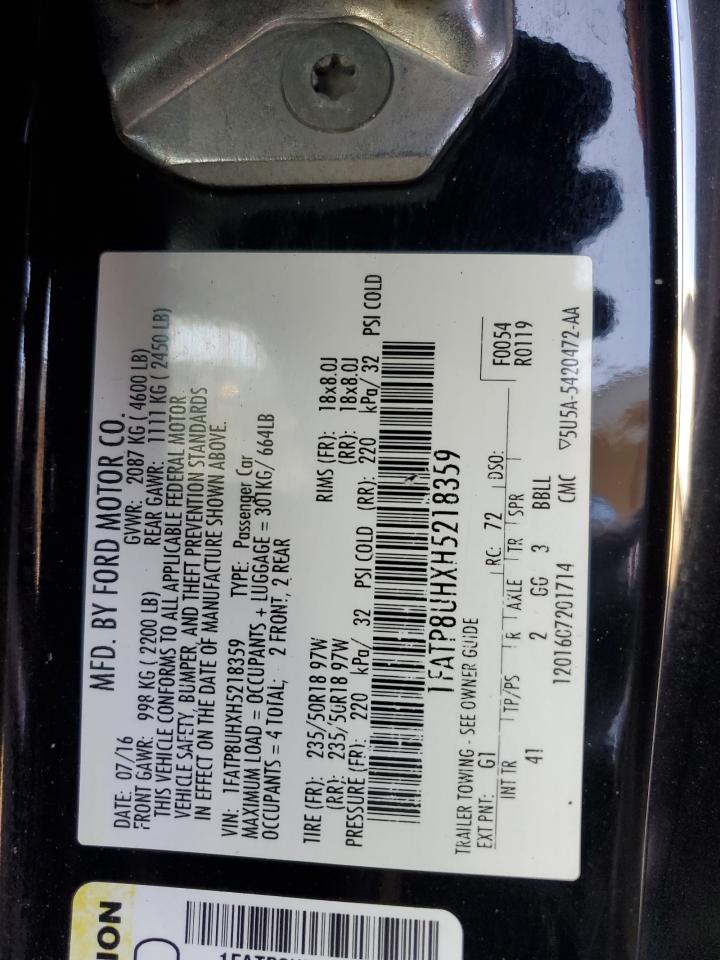 MFD. BY FORD MOTOR CO.
DATE: 07/16 GVWR: 2087 KG ( 4600 LB)
FRONT GAWR: 998 KG ( 2200 LB) REAR GAWR: 1111 KG ( 2450 LB)
THIS VEHICLE CONFORMS TO ALL APPLICABLE FEDERAL MOTOR
VEHICLE SAFETY, BUMPER, AND THEFT PREVENTION STANDARDS
IN EFFECT ON THE DATE OF MANUFACTURE SHOWN ABOVE.
VIN: 1FATP8UHXH5218359 TYPE: Passenger Car
MAXIMUM LOAD = OCCUPANTS + LUGGAGE = 301KG/ 664LB
OCCUPANTS = 4 TOTAL; 2 FRONT, 2 REAR
TIRE (FR): 235/50R18 97W RIMS (FR): 18x8.0J
(RR): 235/50R18 97W (RR): 18x8.0J
PRESSURE (FR): 220 kPa/ 32 PSI COLD (RR): 220 kPa/ 32 PSI COLD
1FATP8UHXH5218359
TRAILER TOWING - SEE OWNER GUIDE
F0054
EXT PNT: G1 RC: 72 DSO: R0119
INT TR TP/PS R AXLE TR SPR
41 2 GG 3 BBLL
12016C7201714 CMC ▽5U5A-5420472-AA